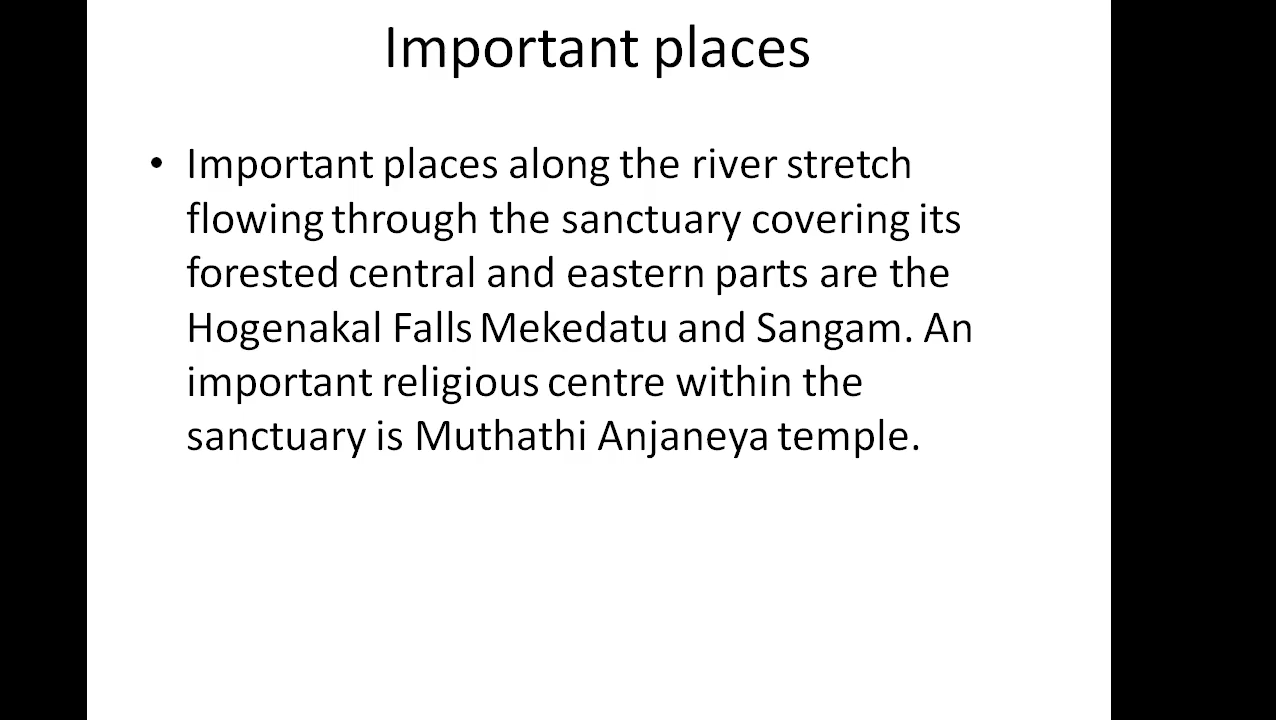 Important places
• Important places along the river stretch
flowing through the sanctuary covering its
forested central and eastern parts are the
Hogenakal Falls Mekedatu and Sangam. An
important religious centre within the
sanctuary is Muthathi Anjaneya temple.